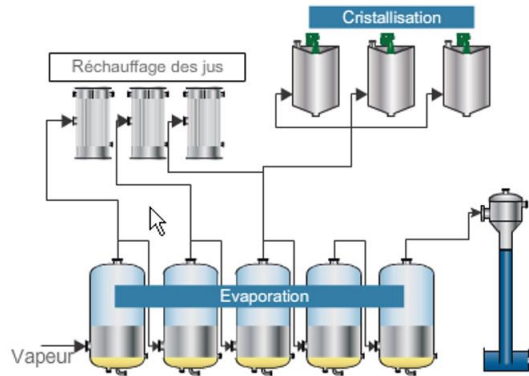 Cristallisation
Réchauffage des jus
Evaporation
Vapeur